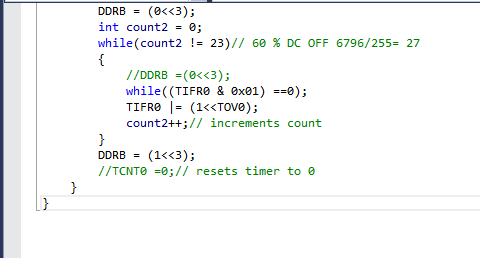 DDRB = (0<<3);
int count2 = 0;
while(count2 != 23)// 60 % DC OFF 6796/255= 27
{
//DDRB =(0<<3);
while((TIFR0 & 0x01) ==0);
TIFR0 |= (1<<TOV0);
count2++;// increments count
}
DDRB = (1<<3);
//TCNT0 =0;// resets timer to 0
}
}